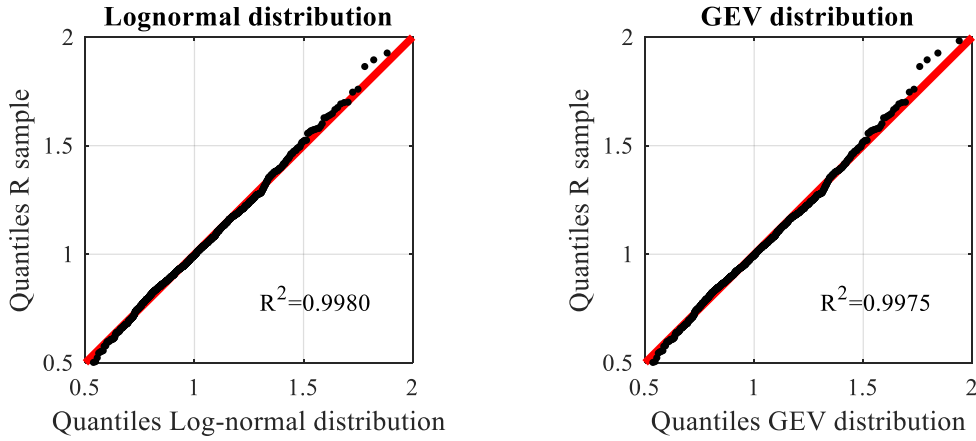 Lognormal distribution
Quantiles R sample
2
1.5
1
0.5
R²=0.9980
0.5 1 1.5 2
Quantiles Log-normal distribution
GEV distribution
Quantiles R sample
2
1.5
1
0.5
R²=0.9975
0.5 1 1.5 2
Quantiles GEV distribution